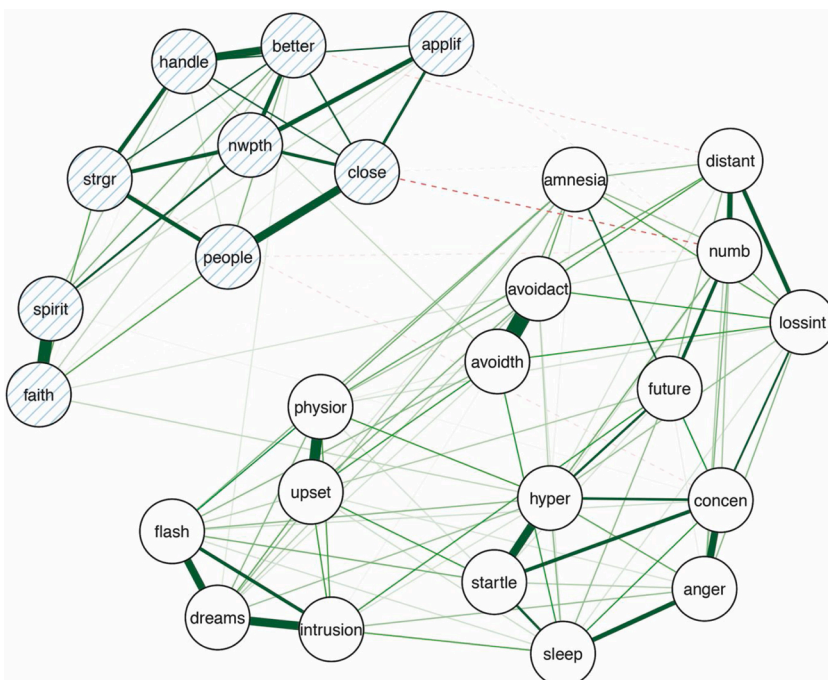 better
applif
handle
nwpth
distant
close
strgr
amnesia
numb
people
avoidact
spirit
lossint
avoidth
future
faith
physior
upset
hyper
concen
flash
startle
anger
dreams
intrusion
sleep